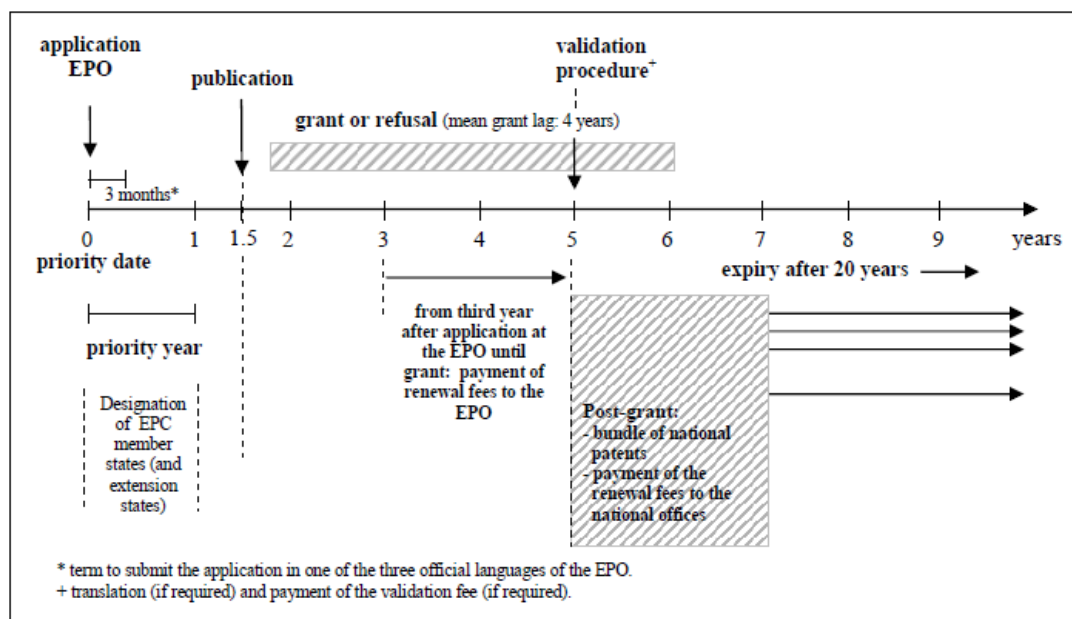 application
EPO
publication
validation
procedure+
grant or refusal (mean grant lag: 4 years)
3 months*
0 1 1.5 2 3 4 5 6 7 8 9 years
priority date
expiry after 20 years
priority year
from third year
after application at
the EPO until
grant: payment of
renewal fees to the
EPO
Designation
of EPC
member
states (and
extension
states)
Post-grant:
- bundle of national
patents
- payment of the
renewal fees to the
national offices
* term to submit the application in one of the three official languages of the EPO.
+ translation (if required) and payment of the validation fee (if required).